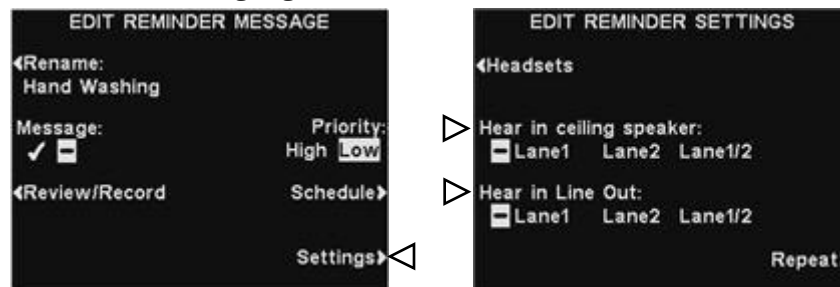 EDIT REMINDER MESSAGE
Rename:
Hand Washing
Message: Priority:
High Low
Review/Record Schedule
Settings
EDIT REMINDER SETTINGS
Headsets
Hear in ceiling speaker:
Lane1 Lane2 Lane1/2
Hear in Line Out:
Lane1 Lane2 Lane1/2
Repeat